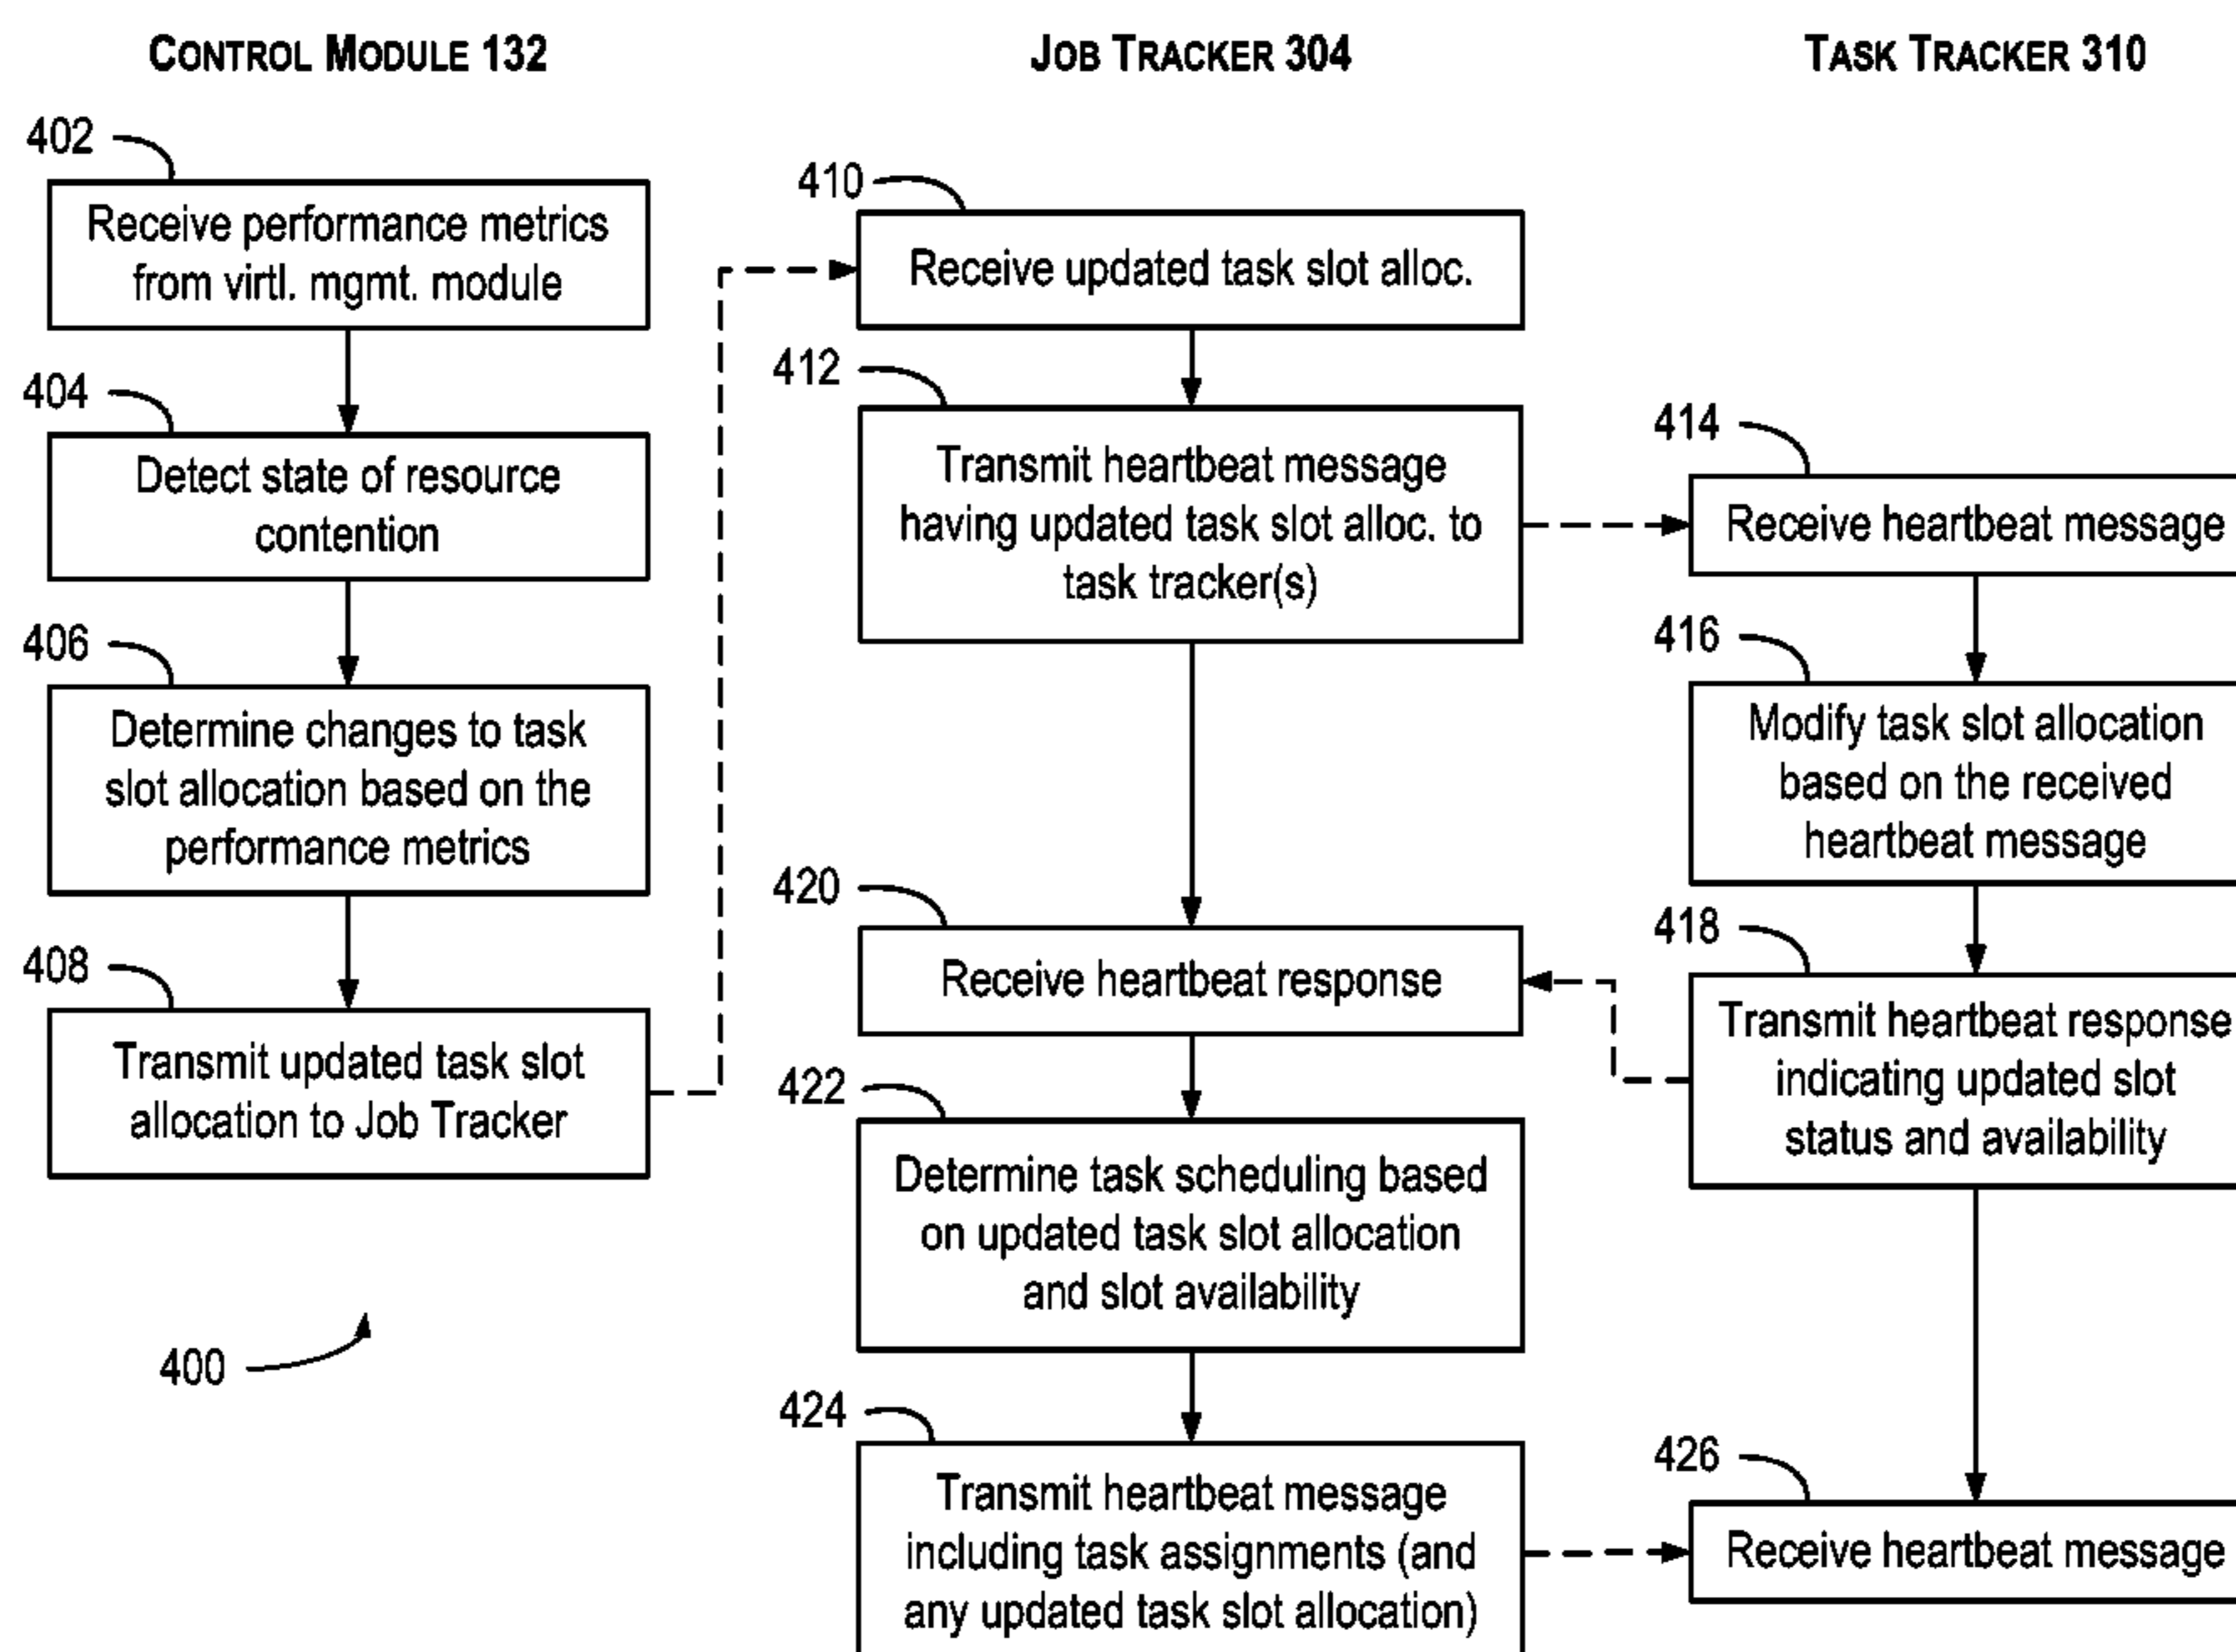 CONTROL MODULE 132
402
Receive performance metrics
from virtl. mgmt. module
404
Detect state of resource
contention
406
Determine changes to task
slot allocation based on the
performance metrics
408
Transmit updated task slot
allocation to Job Tracker
400
JOB TRACKER 304
410
Receive updated task slot alloc.
412
Transmit heartbeat message
having updated task slot alloc. to
task tracker(s)
420
Receive heartbeat response
422
Determine task scheduling based
on updated task slot allocation
and slot availability
424
Transmit heartbeat message
including task assignments (and
any updated task slot allocation)
TASK TRACKER 310
414
Receive heartbeat message
416
Modify task slot allocation
based on the received
heartbeat message
418
Transmit heartbeat response
indicating updated slot
status and availability
426
Receive heartbeat message